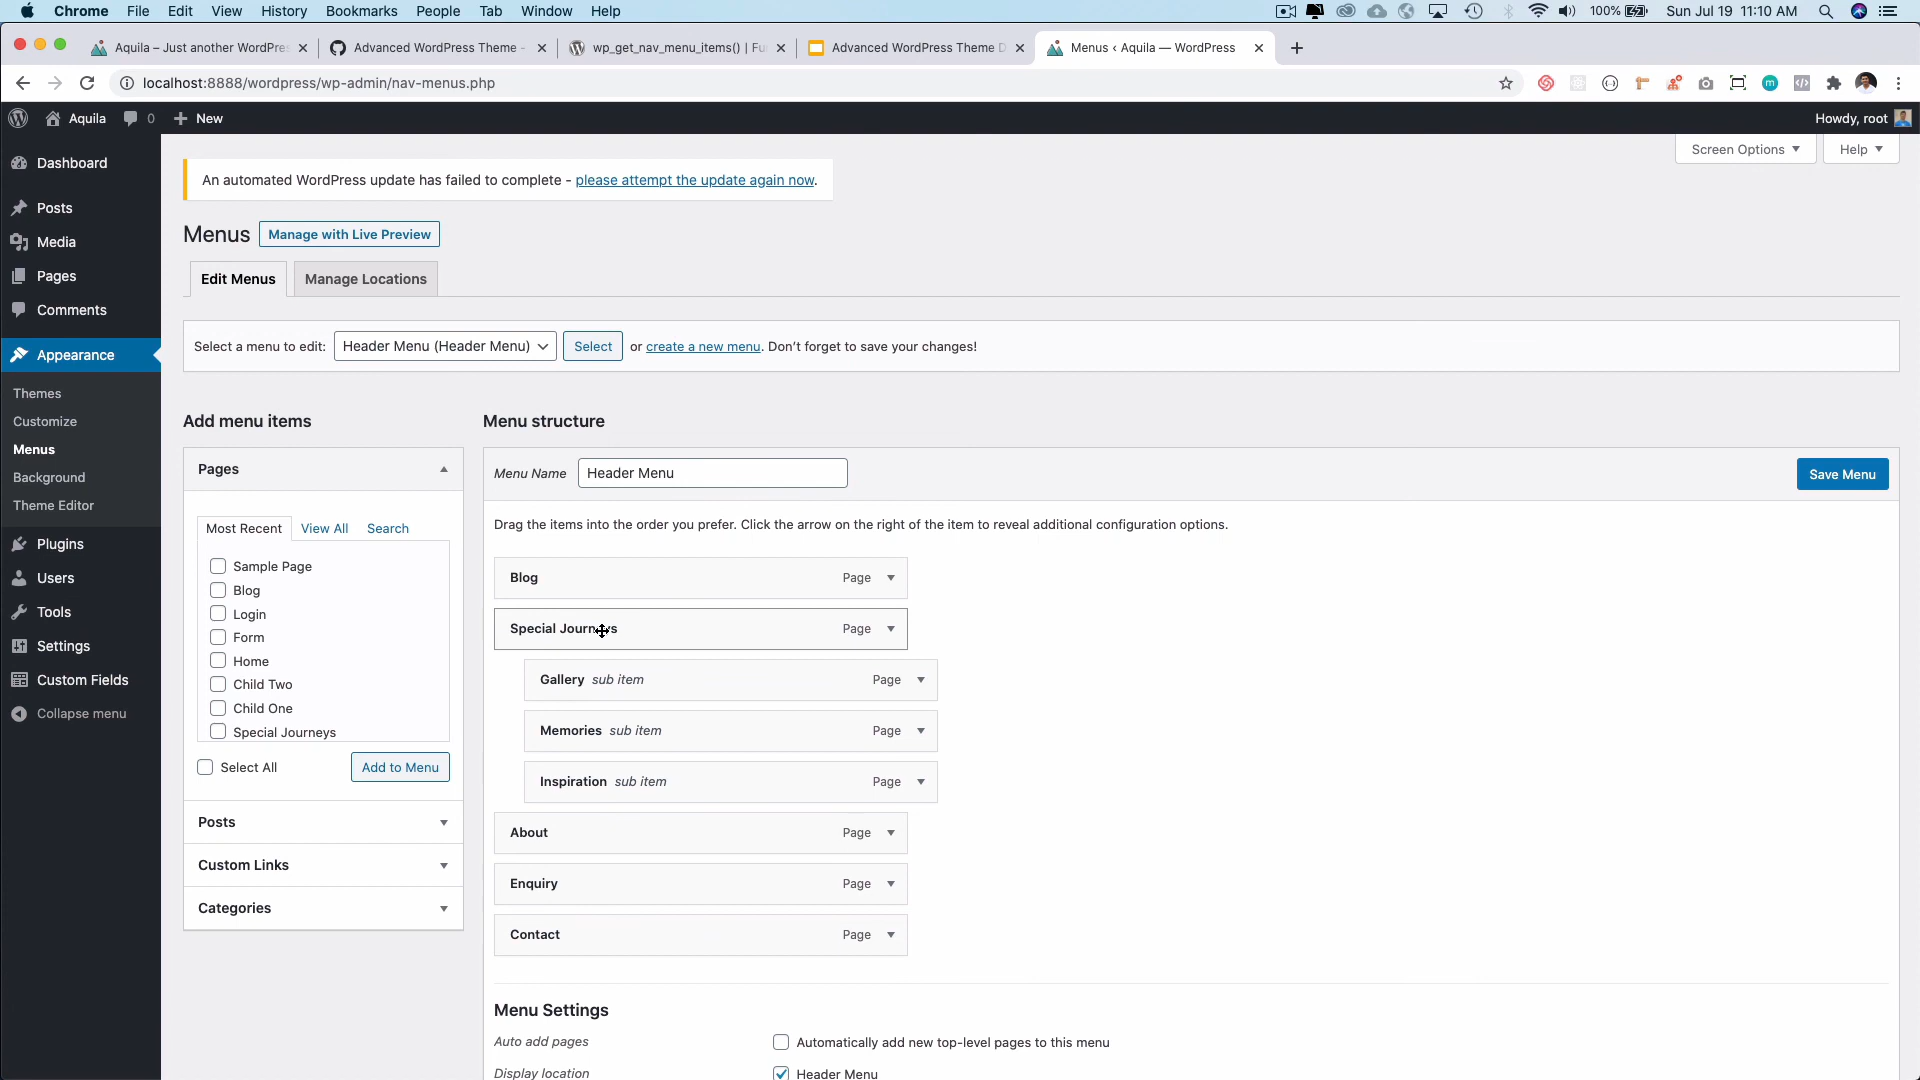 Chrome File Edit View History Bookmarks People Tab Window Help 100% Sun Jul 19 11:10 AM
Aquila – Just another WordPres Advanced WordPress Theme - wp_get_nav_menu_items() | Fu Advanced WordPress Theme D Menus ‹ Aquila — WordPress
localhost:8888/wordpress/wp-admin/nav-menus.php
Aquila 0 New Howdy, root
Screen Options Help
Dashboard
Posts
Media
Pages
Comments
Appearance
Themes
Customize
Menus
Background
Theme Editor
Plugins
Users
Tools
Settings
Custom Fields
Collapse menu
An automated WordPress update has failed to complete - please attempt the update again now.
Menus Manage with Live Preview
Edit Menus Manage Locations
Select a menu to edit: Header Menu (Header Menu) Select or create a new menu. Don’t forget to save your changes!
Add menu items
Pages
Most Recent View All Search
Sample Page
Blog
Login
Form
Home
Child Two
Child One
Special Journeys
Select All Add to Menu
Posts
Custom Links
Categories
Menu structure
Menu Name Header Menu Save Menu
Drag the items into the order you prefer. Click the arrow on the right of the item to reveal additional configuration options.
Blog Page
Special Journeys Page
Gallery sub item Page
Memories sub item Page
Inspiration sub item Page
About Page
Enquiry Page
Contact Page
Menu Settings
Auto add pages Automatically add new top-level pages to this menu
Display location Header Menu